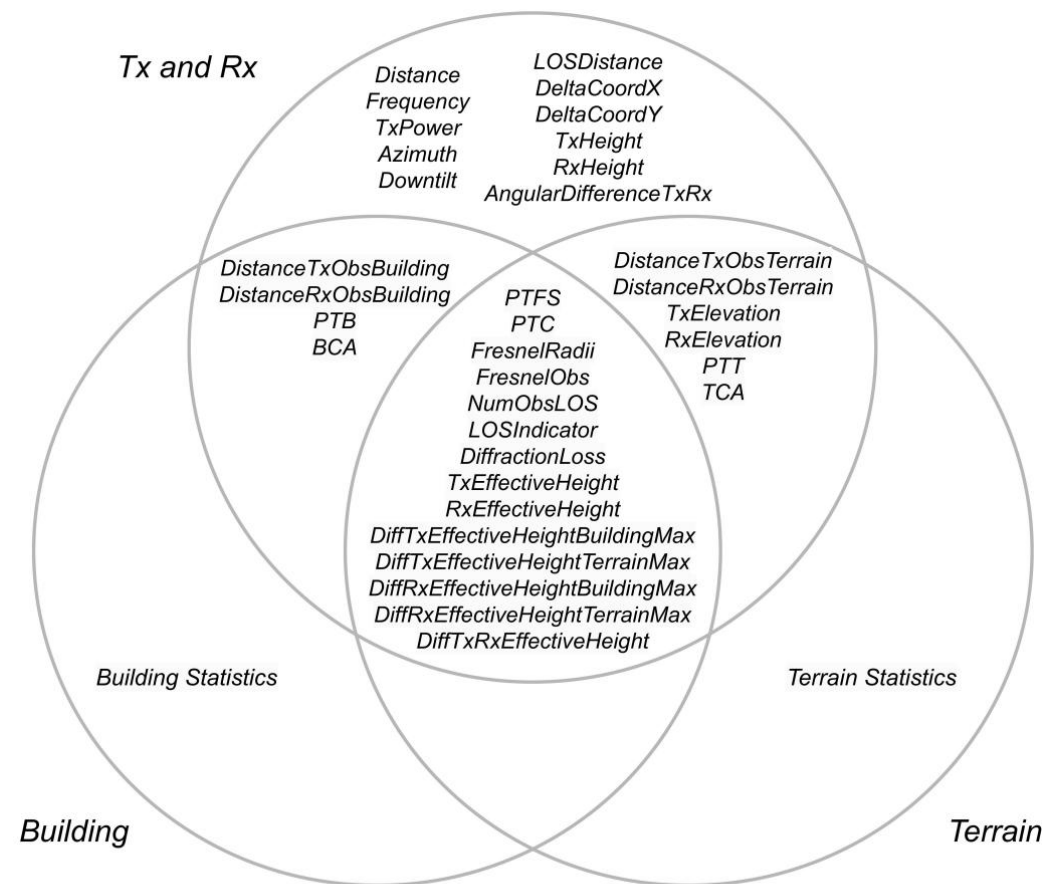 Tx and Rx
Distance
Frequency
TxPower
Azimuth
Downtilt
LOSDistance
DeltaCoordX
DeltaCoordY
TxHeight
RxHeight
AngularDifferenceTxRx
DistanceTxObsBuilding
DistanceRxObsBuilding
PTB
BCA
PTFS
PTC
FresnelRadii
FresnelObs
NumObsLOS
LOSIndicator
DiffractionLoss
TxEffectiveHeight
RxEffectiveHeight
DiffTxEffectiveHeightBuildingMax
DiffTxEffectiveHeightTerrainMax
DiffRxEffectiveHeightBuildingMax
DiffRxEffectiveHeightTerrainMax
DiffTxRxEffectiveHeight
DistanceTxObsTerrain
DistanceRxObsTerrain
TxElevation
RxElevation
PTT
TCA
Building Statistics
Terrain Statistics
Building
Terrain